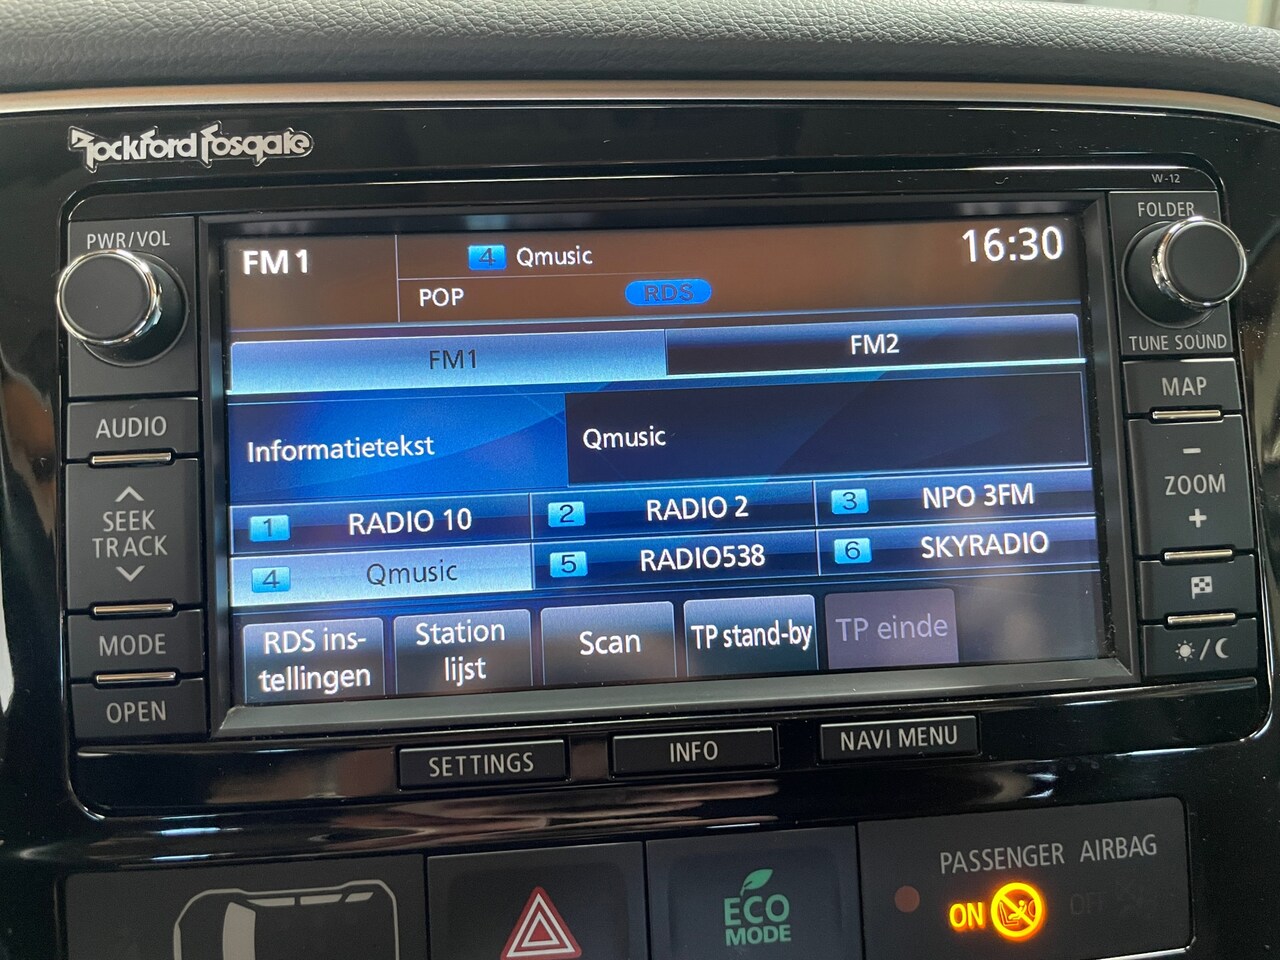 Rockford Fosgate
W-12
PWR/VOL
FOLDER
FM1
4 Qmusic
16:30
POP
RDS
FM1
FM2
TUNE SOUND
MAP
AUDIO
Informatietekst
Qmusic
−
ZOOM
+
SEEK
TRACK
1 RADIO 10
2 RADIO 2
3 NPO 3FM
4 Qmusic
5 RADIO538
6 SKYRADIO
MODE
RDS ins-
tellingen
Station
lijst
Scan
TP stand-by
TP einde
OPEN
SETTINGS
INFO
NAVI MENU
PASSENGER AIRBAG
ON
OFF
ECO
MODE